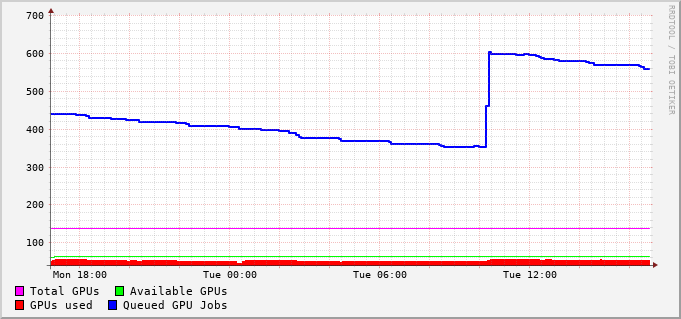 RRDTOOL / TOBI OETIKER
700
600
500
400
300
200
100
Mon 18:00 Tue 00:00 Tue 06:00 Tue 12:00
Total GPUs Available GPUs
GPUs used Queued GPU Jobs